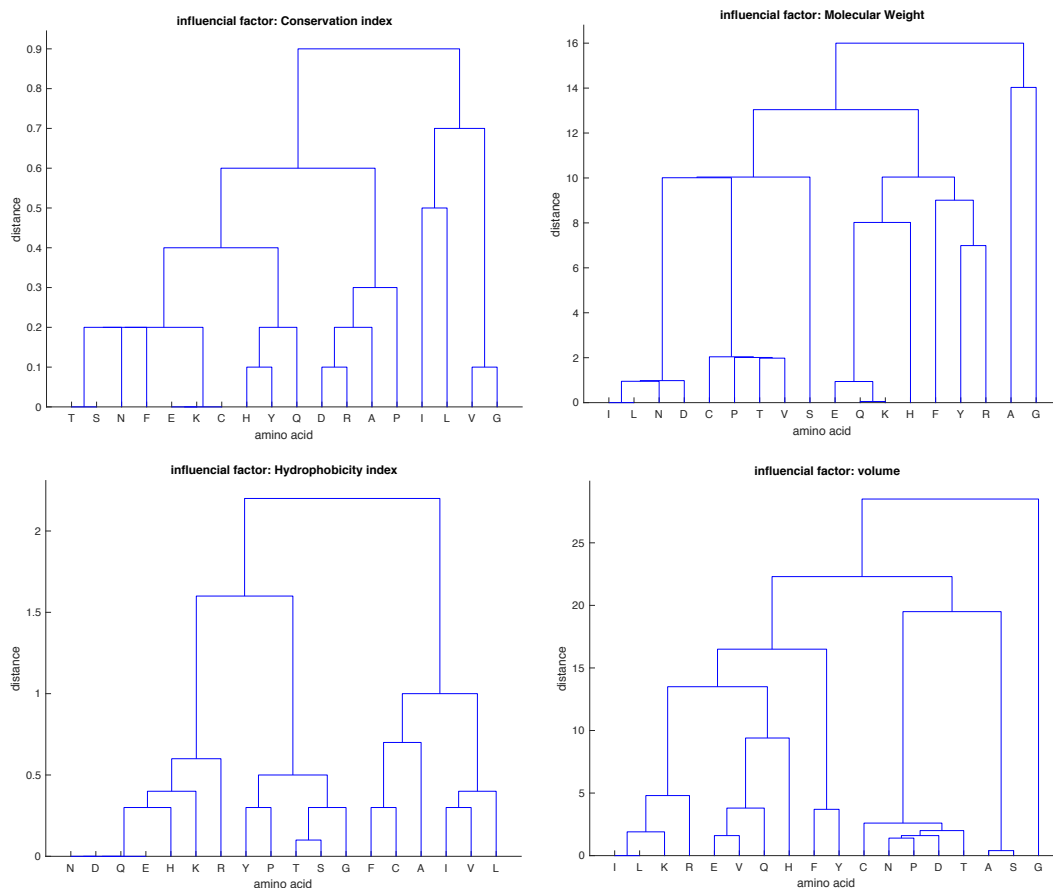 influencial factor: Conservation index
0.9
0.8
0.7
0.6
0.5
0.4
0.3
0.2
0.1
0
distance
T S N F E K C H Y Q D R A P I L V G
amino acid
influencial factor: Molecular Weight
16
14
12
10
8
6
4
2
0
distance
I L N D C P T V S E Q K H F Y R A G
amino acid
influencial factor: Hydrophobicity index
2
1.5
1
0.5
0
distance
N D Q E H K R Y P T S G F C A I V L
amino acid
influencial factor: volume
25
20
15
10
5
0
distance
I L K R E V Q H F Y C N P D T A S G
amino acid